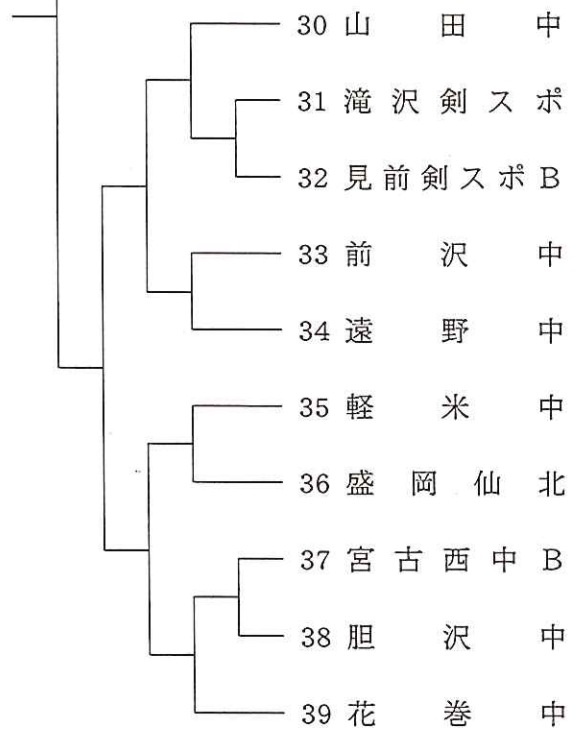 30 山田中
31 滝沢剣スポ
32 見前剣スポB
33 前沢中
34 遠野中
35 軽米中
36 盛岡仙北
37 宮古西中B
38 胆沢中
39 花巻中